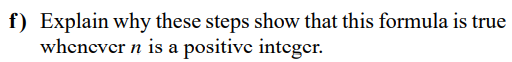 f) Explain why these steps show that this formula is true
whenever n is a positive integer.